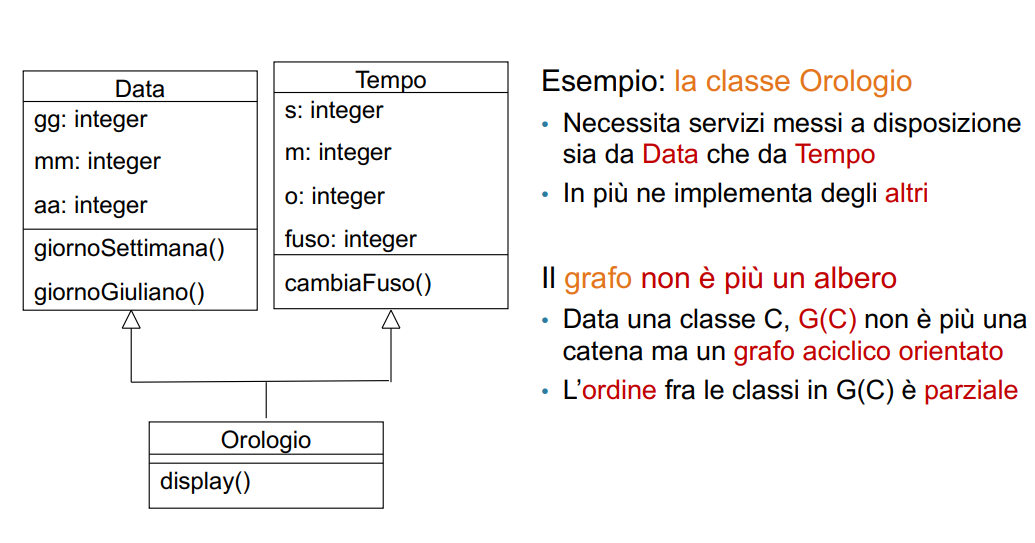 Data
gg: integer
mm: integer
aa: integer
giornoSettimana()
giornoGiuliano()
Tempo
s: integer
m: integer
o: integer
fuso: integer
cambiaFuso()
Orologio
display()
Esempio: la classe Orologio
• Necessita servizi messi a disposizione
sia da Data che da Tempo
• In più ne implementa degli altri
Il grafo non è più un albero
• Data una classe C, G(C) non è più una
catena ma un grafo aciclico orientato
• L’ordine fra le classi in G(C) è parziale